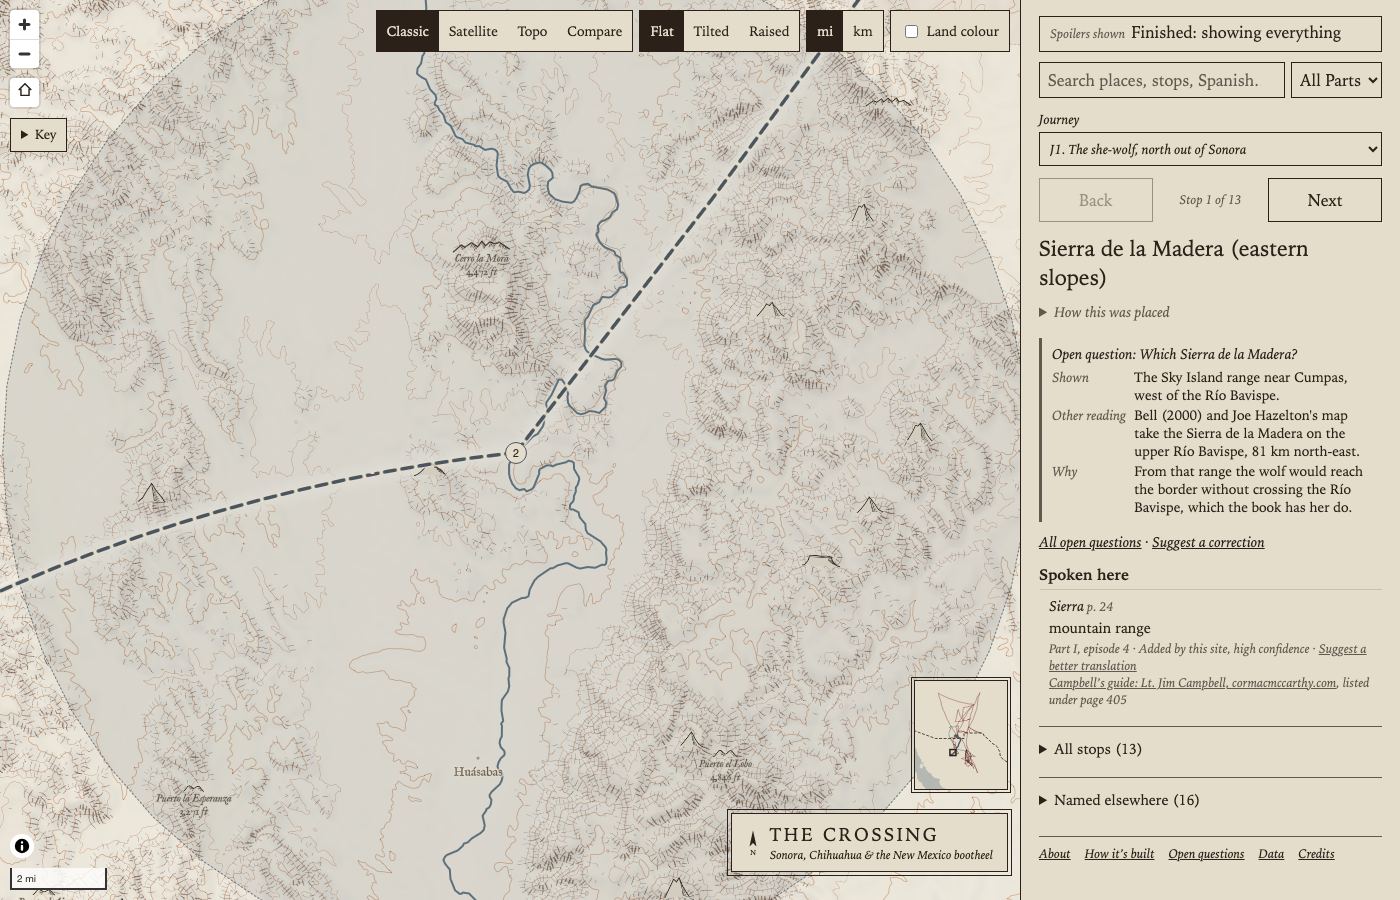 Classic
Satellite
Topo
Compare
Flat
Tilted
Raised
mi
km
Land colour
Key
Cerro la Mora
2
Huásabas
Puerto el Lobo
Puerto la Esperanza
N
THE CROSSING
Sonora, Chihuahua & the New Mexico bootheel
2 mi
Spoilers shown Finished: showing everything
Search places, stops, Spanish.
All Parts
Journey
J1. The she-wolf, north out of Sonora
Back
Stop 1 of 13
Next
Sierra de la Madera (eastern
slopes)
How this was placed
Open question: Which Sierra de la Madera?
Shown The Sky Island range near Cumpas,
west of the Río Bavispe.
Other reading Bell (2000) and Joe Hazelton's map
take the Sierra de la Madera on the
upper Río Bavispe, 81 km north-east.
Why From that range the wolf would reach
the border without crossing the Río
Bavispe, which the book has her do.
All open questions · Suggest a correction
Spoken here
Sierra p. 24
mountain range
Part I, episode 4 · Added by this site, high confidence · Suggest a
better translation
Campbell's guide: Lt. Jim Campbell, cormacmccarthy.com, listed
under page 405
All stops (13)
Named elsewhere (16)
About How it's built Open questions Data Credits